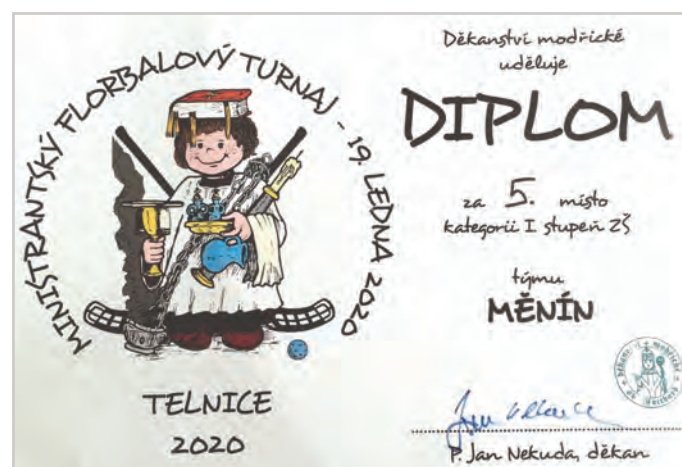 MINISTRANTSKÝ FLORBALOVÝ TURNAJ - 19. LEDNA 2020
TELNICE
2020
Děkanství modřické
uděluje
DIPLOM
za 5. místo
kategorii I stupeň ZŠ
týmu
MĚNÍN
P. Jan Nekuda, děkan